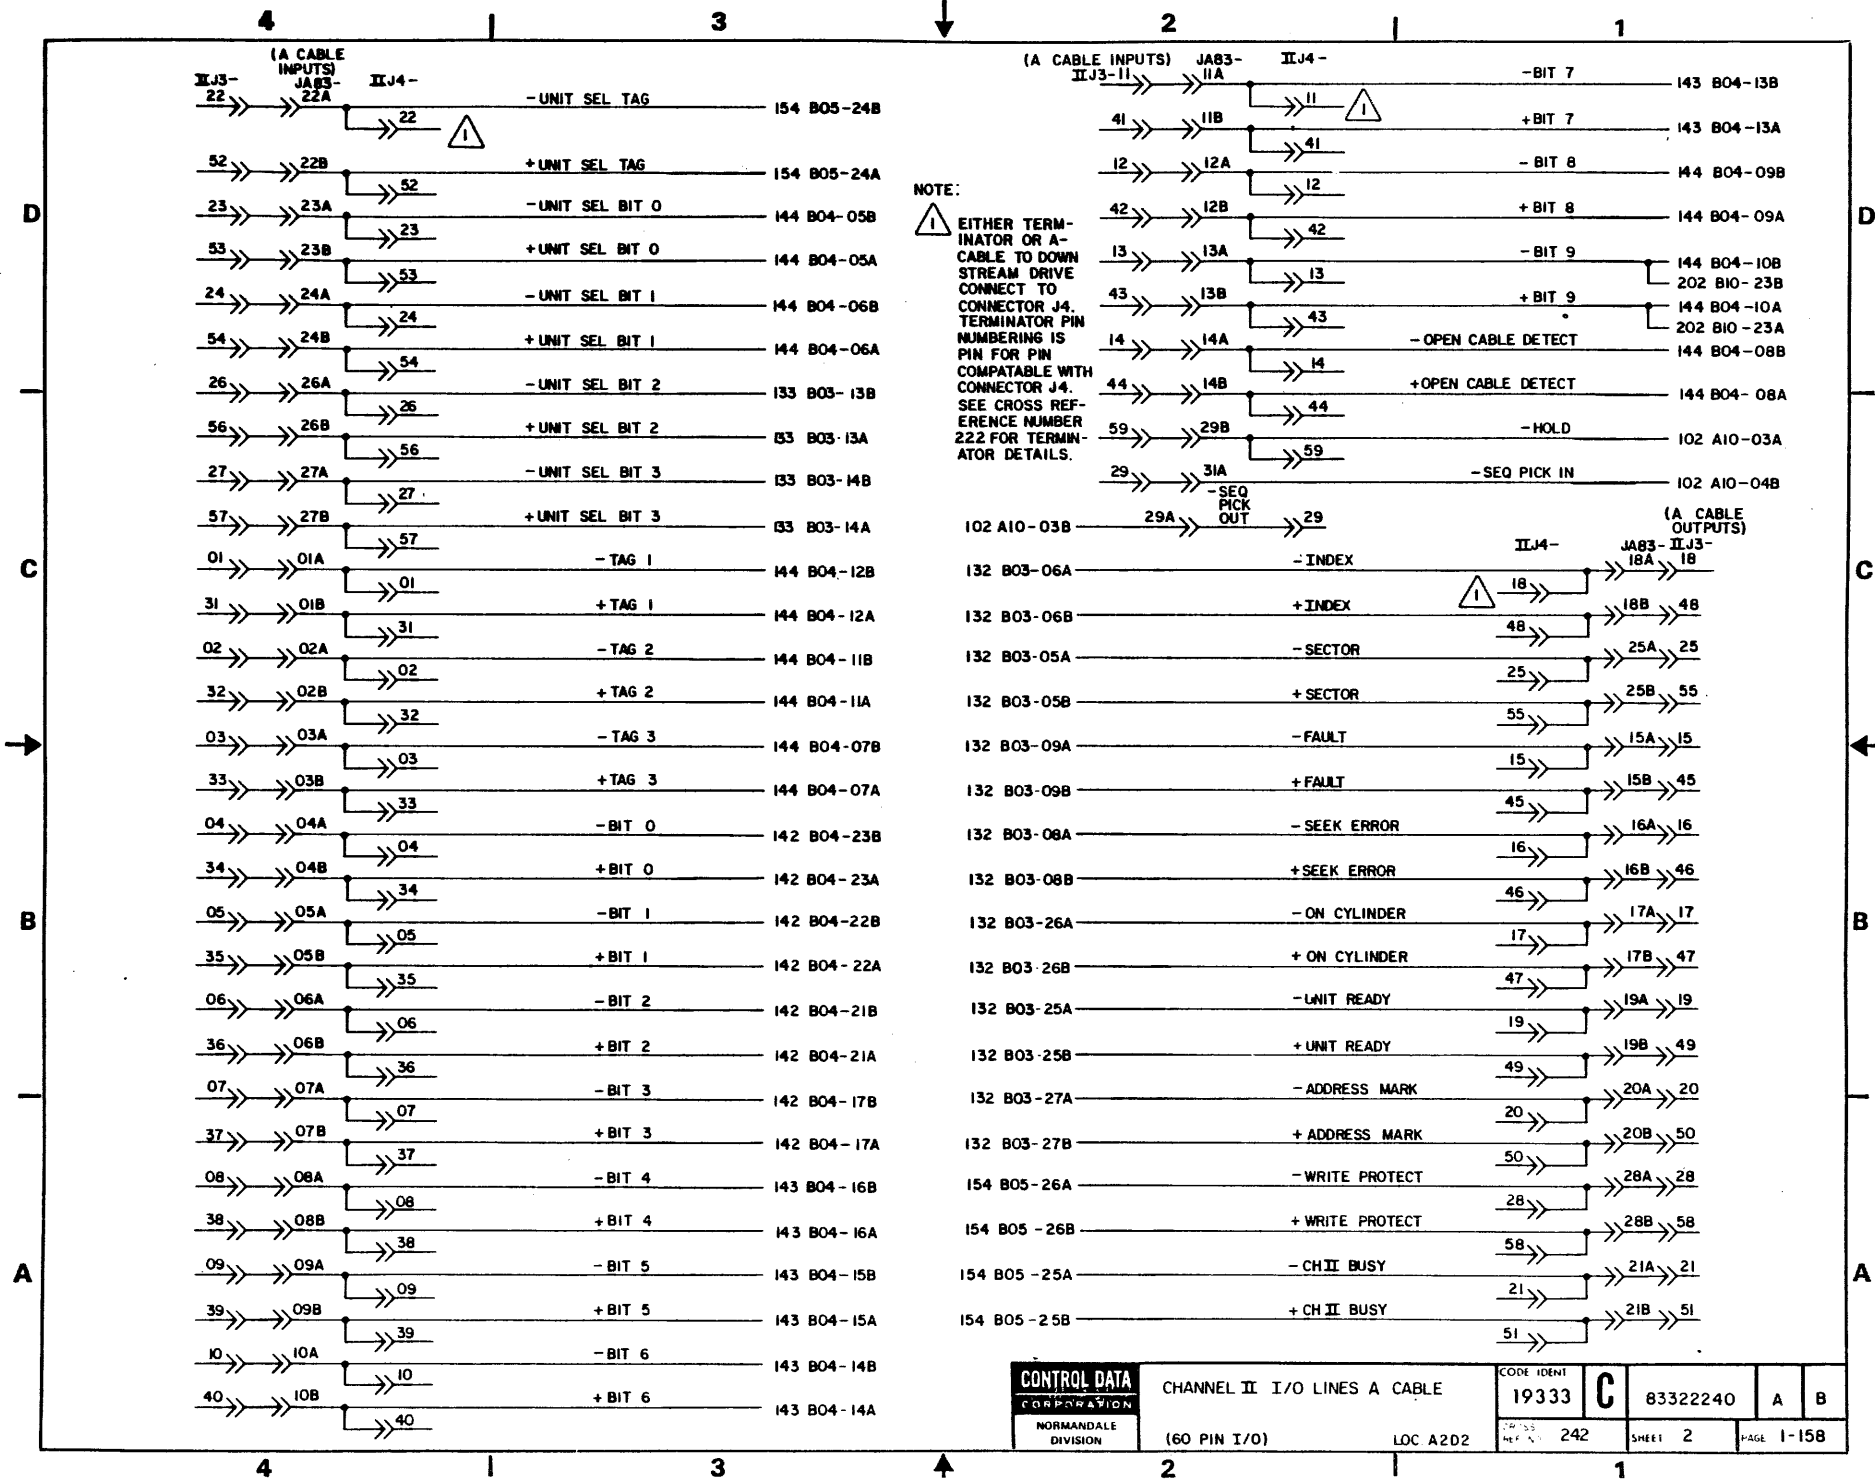 4 3 2 1
(A CABLE
INPUTS)
IIJ3- JA83- IIJ4-
22 22A -UNIT SEL TAG 154 B05-24B
22 1
52 22B +UNIT SEL TAG 154 B05-24A
52
23 23A -UNIT SEL BIT 0 144 B04-05B
23
53 23B +UNIT SEL BIT 0 144 B04-05A
53
24 24A -UNIT SEL BIT 1 144 B04-06B
24
54 24B +UNIT SEL BIT 1 144 B04-06A
54
26 26A -UNIT SEL BIT 2 133 B03-13B
26
56 26B +UNIT SEL BIT 2 133 B03-13A
56
27 27A -UNIT SEL BIT 3 133 B03-14B
27
57 27B +UNIT SEL BIT 3 133 B03-14A
57
01 01A -TAG 1 144 B04-12B
01
31 01B +TAG 1 144 B04-12A
31
02 02A -TAG 2 144 B04-11B
02
32 02B +TAG 2 144 B04-11A
32
03 03A -TAG 3 144 B04-07B
03
33 03B +TAG 3 144 B04-07A
33
04 04A -BIT 0 142 B04-23B
04
34 04B +BIT 0 142 B04-23A
34
05 05A -BIT 1 142 B04-22B
05
35 05B +BIT 1 142 B04-22A
35
06 06A -BIT 2 142 B04-21B
06
36 06B +BIT 2 142 B04-21A
36
07 07A -BIT 3 142 B04-17B
07
37 07B +BIT 3 142 B04-17A
37
08 08A -BIT 4 143 B04-16B
08
38 08B +BIT 4 143 B04-16A
38
09 09A -BIT 5 143 B04-15B
09
39 09B +BIT 5 143 B04-15A
39
10 10A -BIT 6 143 B04-14B
10
40 10B +BIT 6 143 B04-14A
40
NOTE:
1 EITHER TERM-
INATOR OR A-
CABLE TO DOWN
STREAM DRIVE
CONNECT TO
CONNECTOR J4.
TERMINATOR PIN
NUMBERING IS
PIN FOR PIN
COMPATABLE WITH
CONNECTOR J4.
SEE CROSS REF-
ERENCE NUMBER
222 FOR TERMIN-
ATOR DETAILS.
(A CABLE INPUTS) JA83- IIJ4-
IIJ3-11 11A -BIT 7 143 B04-13B
11 1
41 11B +BIT 7 143 B04-13A
41
12 12A -BIT 8 144 B04-09B
12
42 12B +BIT 8 144 B04-09A
42
13 13A -BIT 9 144 B04-10B
13 202 B10-23B
43 13B +BIT 9 144 B04-10A
43 202 B10-23A
14 14A -OPEN CABLE DETECT 144 B04-08B
14
44 14B +OPEN CABLE DETECT 144 B04-08A
44
59 29B -HOLD 102 A10-03A
59
29 31A -SEQ PICK IN 102 A10-04B
-SEQ
PICK
OUT
102 A10-03B 29A 29
(A CABLE
OUTPUTS)
IIJ4- JA83- IIJ3-
132 B03-06A -INDEX 18A 18
1 18
132 B03-06B +INDEX 18B 48
48
132 B03-05A -SECTOR 25A 25
25
132 B03-05B +SECTOR 25B 55
55
132 B03-09A -FAULT 15A 15
15
132 B03-09B +FAULT 15B 45
45
132 B03-08A -SEEK ERROR 16A 16
16
132 B03-08B +SEEK ERROR 16B 46
46
132 B03-26A -ON CYLINDER 17A 17
17
132 B03-26B +ON CYLINDER 17B 47
47
132 B03-25A -UNIT READY 19A 19
19
132 B03-25B +UNIT READY 19B 49
49
132 B03-27A -ADDRESS MARK 20A 20
20
132 B03-27B +ADDRESS MARK 20B 50
50
154 B05-26A -WRITE PROTECT 28A 28
28
154 B05-26B +WRITE PROTECT 28B 58
58
154 B05-25A -CH II BUSY 21A 21
21
154 B05-25B +CH II BUSY 21B 51
51
D D
C C
B B
A A
CONTROL DATA
CORPORATION
NORMANDALE
DIVISION
CHANNEL II I/O LINES A CABLE
(60 PIN I/O) LOC A2D2
CODE IDENT
19333 C 83322240 A B
CROSS
REF NO 242 SHEET 2 PAGE 1-158
4 3 2 1